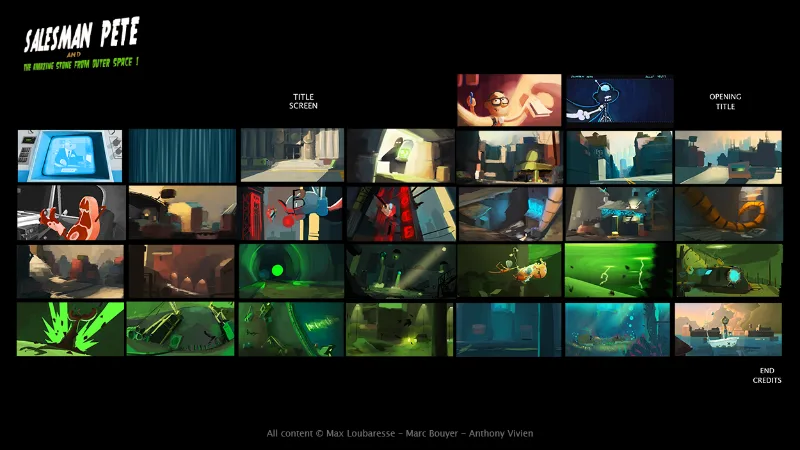 SALESMAN PETE
AND
THE AMAZING STONE FROM OUTER SPACE !
TITLE
SCREEN
OPENING
TITLE
END
CREDITS
All content © Max Loubaresse - Marc Bouyer - Anthony Vivien